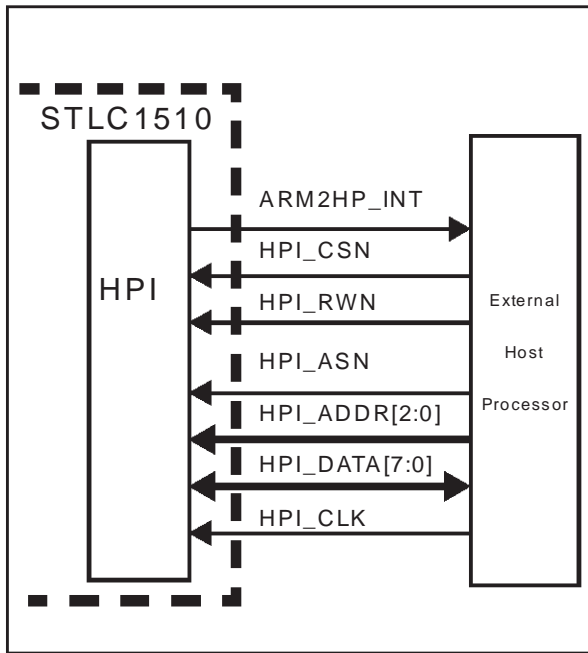 STLC1510
HPI
ARM2HP_INT
HPI_CSN
HPI_RWN
HPI_ASN
HPI_ADDR[2:0]
HPI_DATA[7:0]
HPI_CLK
External
Host
Processor